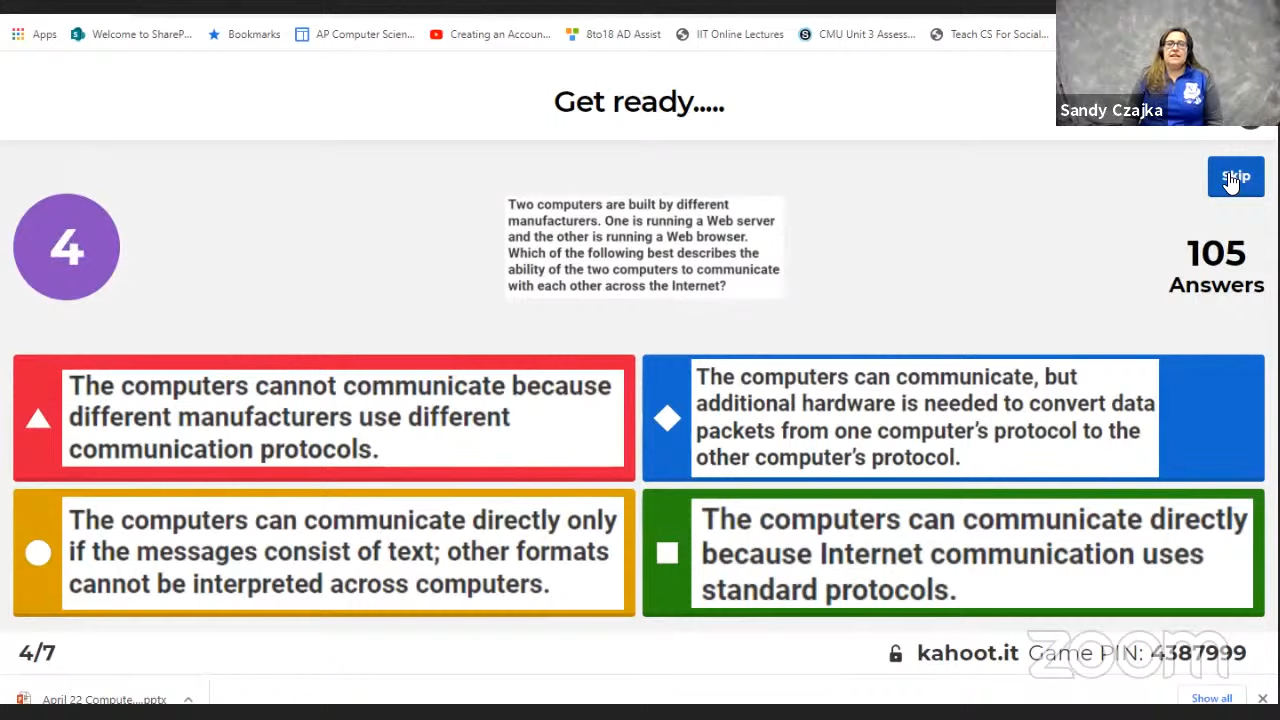 Apps
Welcome to ShareP...
Bookmarks
AP Computer Scien...
Creating an Accoun...
8to18 AD Assist
IIT Online Lectures
CMU Unit 3 Assess...
Teach CS For Social...
Get ready.....
Sandy Czajka
Skip
4
Two computers are built by different
manufacturers. One is running a Web server
and the other is running a Web browser.
Which of the following best describes the
ability of the two computers to communicate
with each other across the Internet?
105
Answers
The computers cannot communicate because
different manufacturers use different
communication protocols.
The computers can communicate, but
additional hardware is needed to convert data
packets from one computer's protocol to the
other computer's protocol.
The computers can communicate directly only
if the messages consist of text; other formats
cannot be interpreted across computers.
The computers can communicate directly
because Internet communication uses
standard protocols.
4/7
kahoot.it Game PIN: 4387999
zoom
April 22 Compute....pptx
Show all